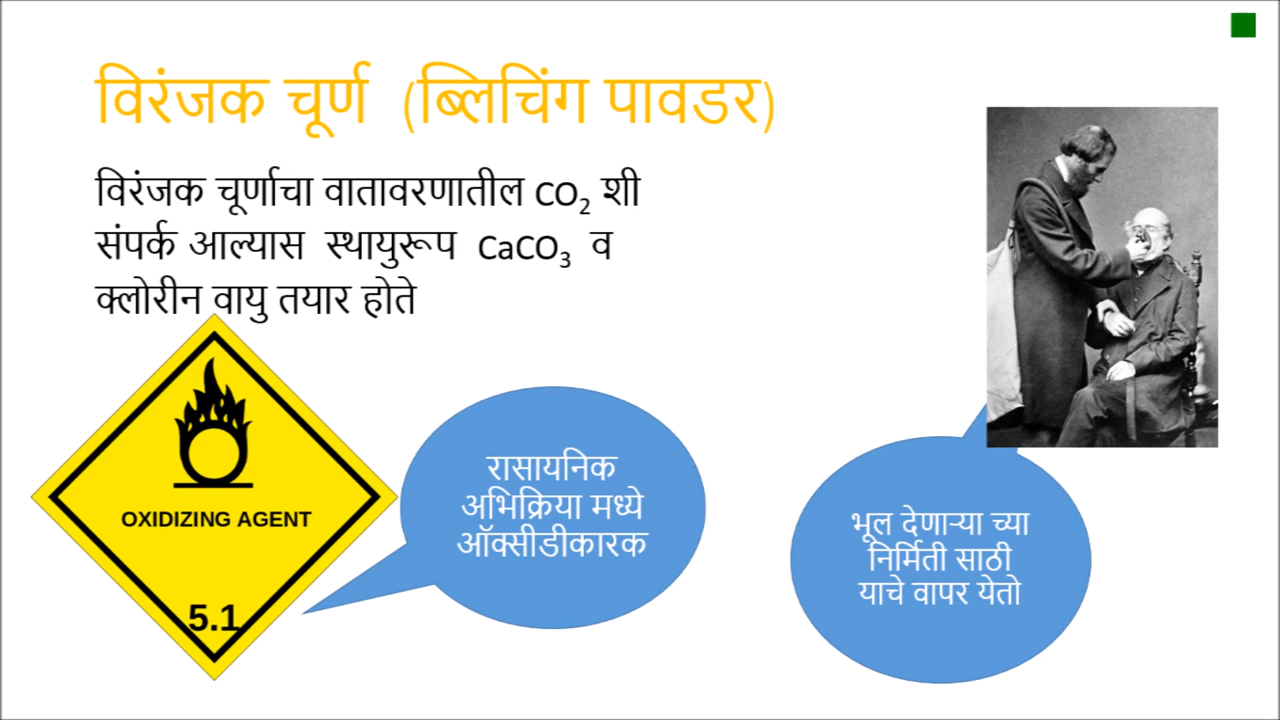 विरंजक चूर्ण (ब्लिचिंग पावडर)
विरंजक चूर्णाचा वातावरणातील CO₂ शी
संपर्क आल्यास स्थायुरूप CaCO₃ व
क्लोरीन वायु तयार होते
OXIDIZING AGENT
5.1
रासायनिक
अभिक्रिया मध्ये
ऑक्सीडीकारक
भूल देणाऱ्या च्या
निर्मिती साठी
याचे वापर येतो